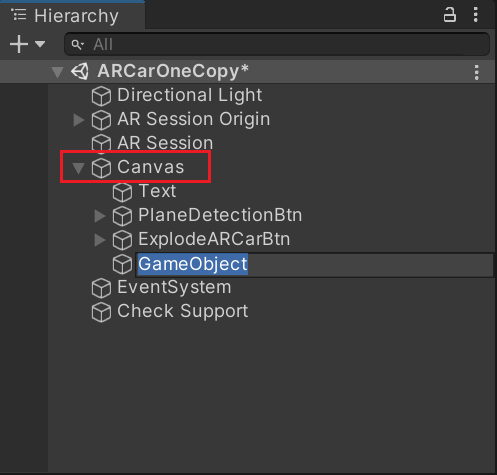 Hierarchy
All
ARCarOneCopy*
Directional Light
AR Session Origin
AR Session
Canvas
Text
PlaneDetectionBtn
ExplodeARCarBtn
GameObject
EventSystem
Check Support